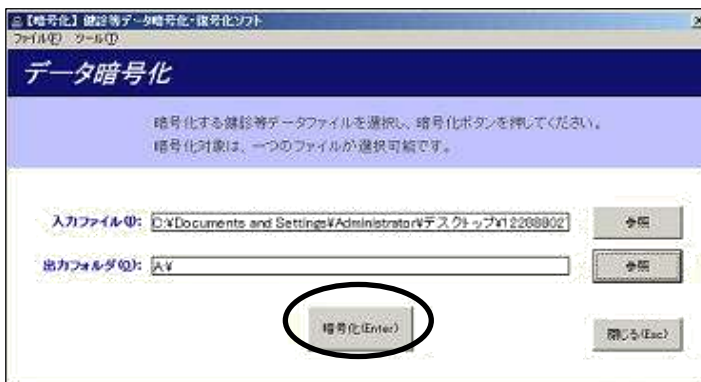 【暗号化】健診等データ暗号化・復号化ソフト
ファイル(F) ツール(T)
データ暗号化
暗号化する健診等データファイルを選択し、暗号化ボタンを押してください。
暗号化対象は、一つのファイルが選択可能です。
入力ファイル(I): C:¥Documents and Settings¥Administrator¥デスクトップ¥12288802 参照
出力フォルダ(O): A:¥ 参照
暗号化(Enter) 閉じる(Esc)